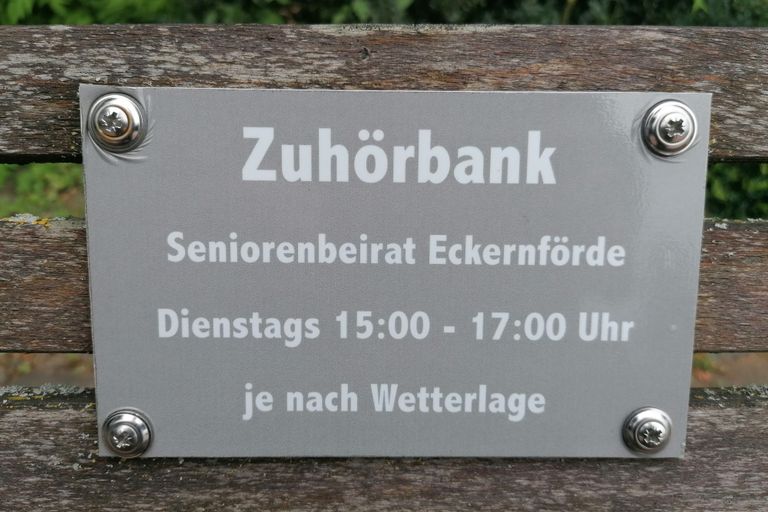 Zuhörbank
Seniorenbeirat Eckernförde
Dienstags 15:00 - 17:00 Uhr
je nach Wetterlage